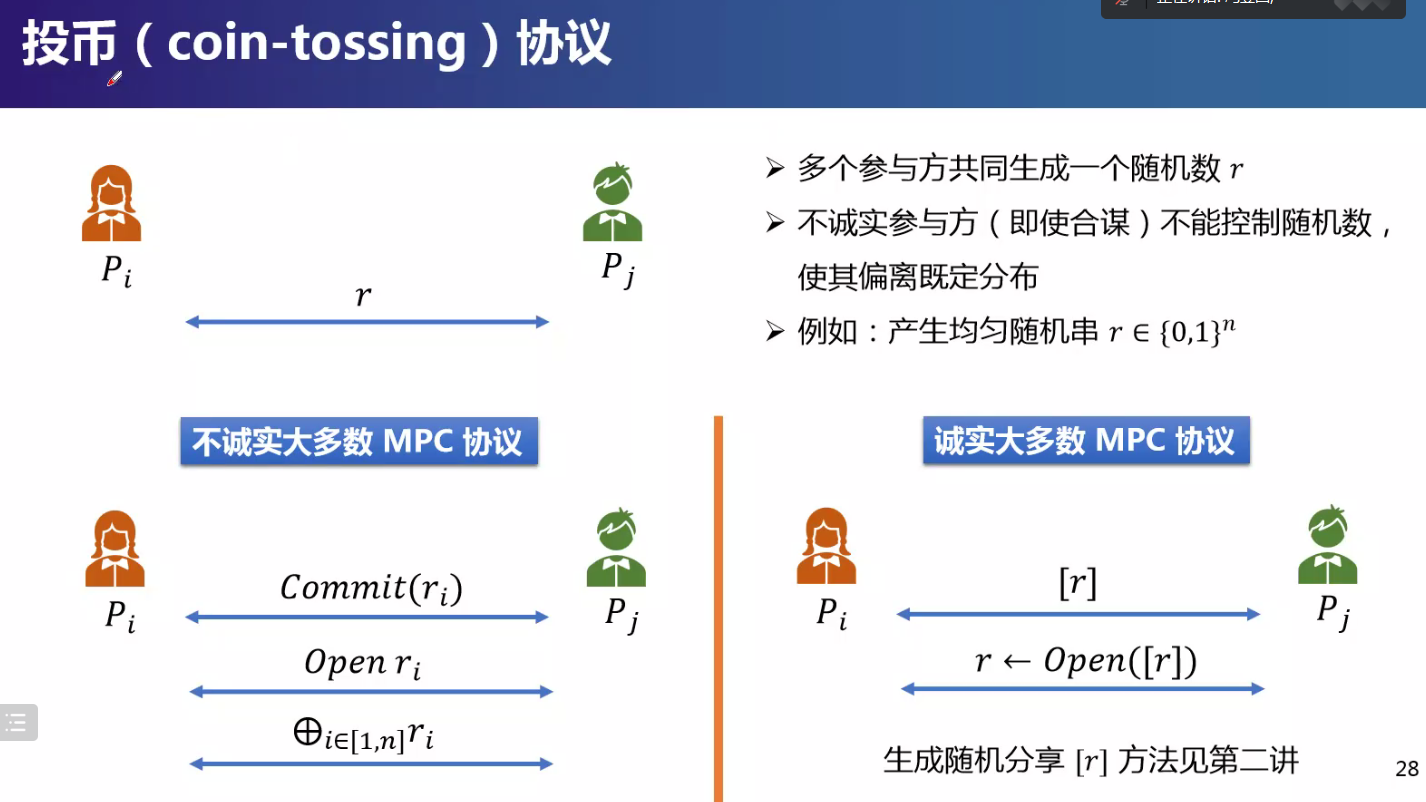 投币（coin-tossing）协议
P_i
P_j
r
➢ 多个参与方共同生成一个随机数 r
➢ 不诚实参与方（即使合谋）不能控制随机数，
使其偏离既定分布
➢ 例如：产生均匀随机串 r ∈ {0,1}^n
不诚实大多数 MPC 协议
P_i
P_j
Commit(r_i)
Open r_i
⊕_{i∈[1,n]} r_i
诚实大多数 MPC 协议
P_i
P_j
[r]
r ← Open([r])
生成随机分享 [r] 方法见第二讲
28